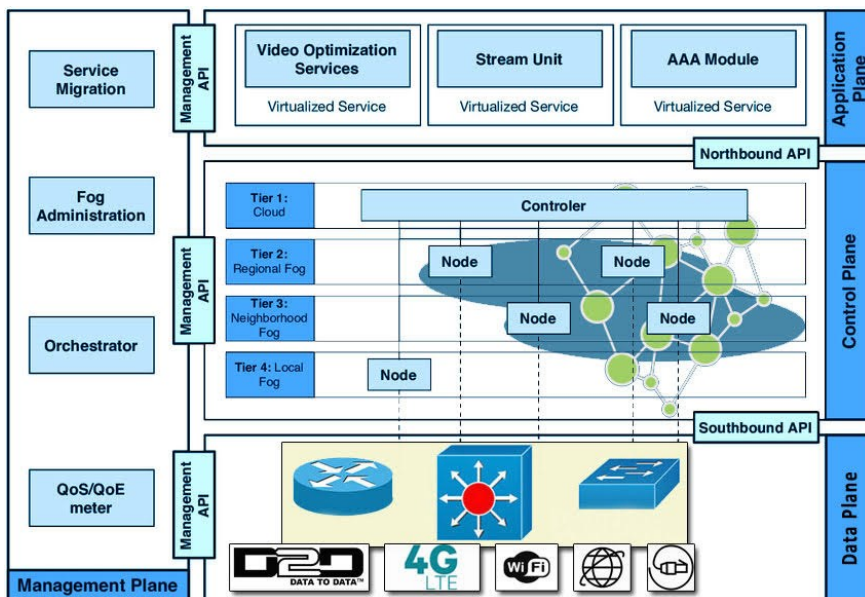 Service
Migration
Fog
Administration
Orchestrator
QoS/QoE
meter
Management Plane
Management
API
Management
API
Management
API
Video Optimization
Services
Virtualized Service
Stream Unit
Virtualized Service
AAA Module
Virtualized Service
Application
Plane
Northbound API
Tier 1:
Cloud
Controler
Tier 2:
Regional Fog
Node
Node
Tier 3:
Neighborhood
Fog
Node
Node
Tier 4: Local
Fog
Node
Control Plane
Southbound API
D2D
DATA TO DATA™
4G
LTE
WiFi
Data Plane